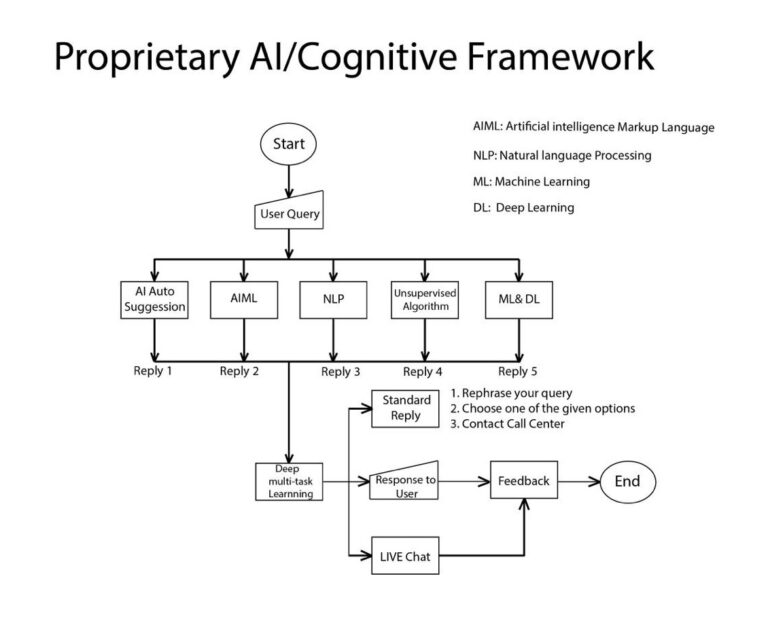 Proprietary AI/Cognitive Framework
AIML: Artificial intelligence Markup Language
NLP: Natural language Processing
ML: Machine Learning
DL: Deep Learning
Start
User Query
AI Auto
Suggession
AIML
NLP
Unsupervised
Algorithm
ML& DL
Reply 1
Reply 2
Reply 3
Reply 4
Reply 5
Standard
Reply
1. Rephrase your query
2. Choose one of the given options
3. Contact Call Center
Deep
multi-task
Learnning
Response to
User
Feedback
End
LIVE Chat